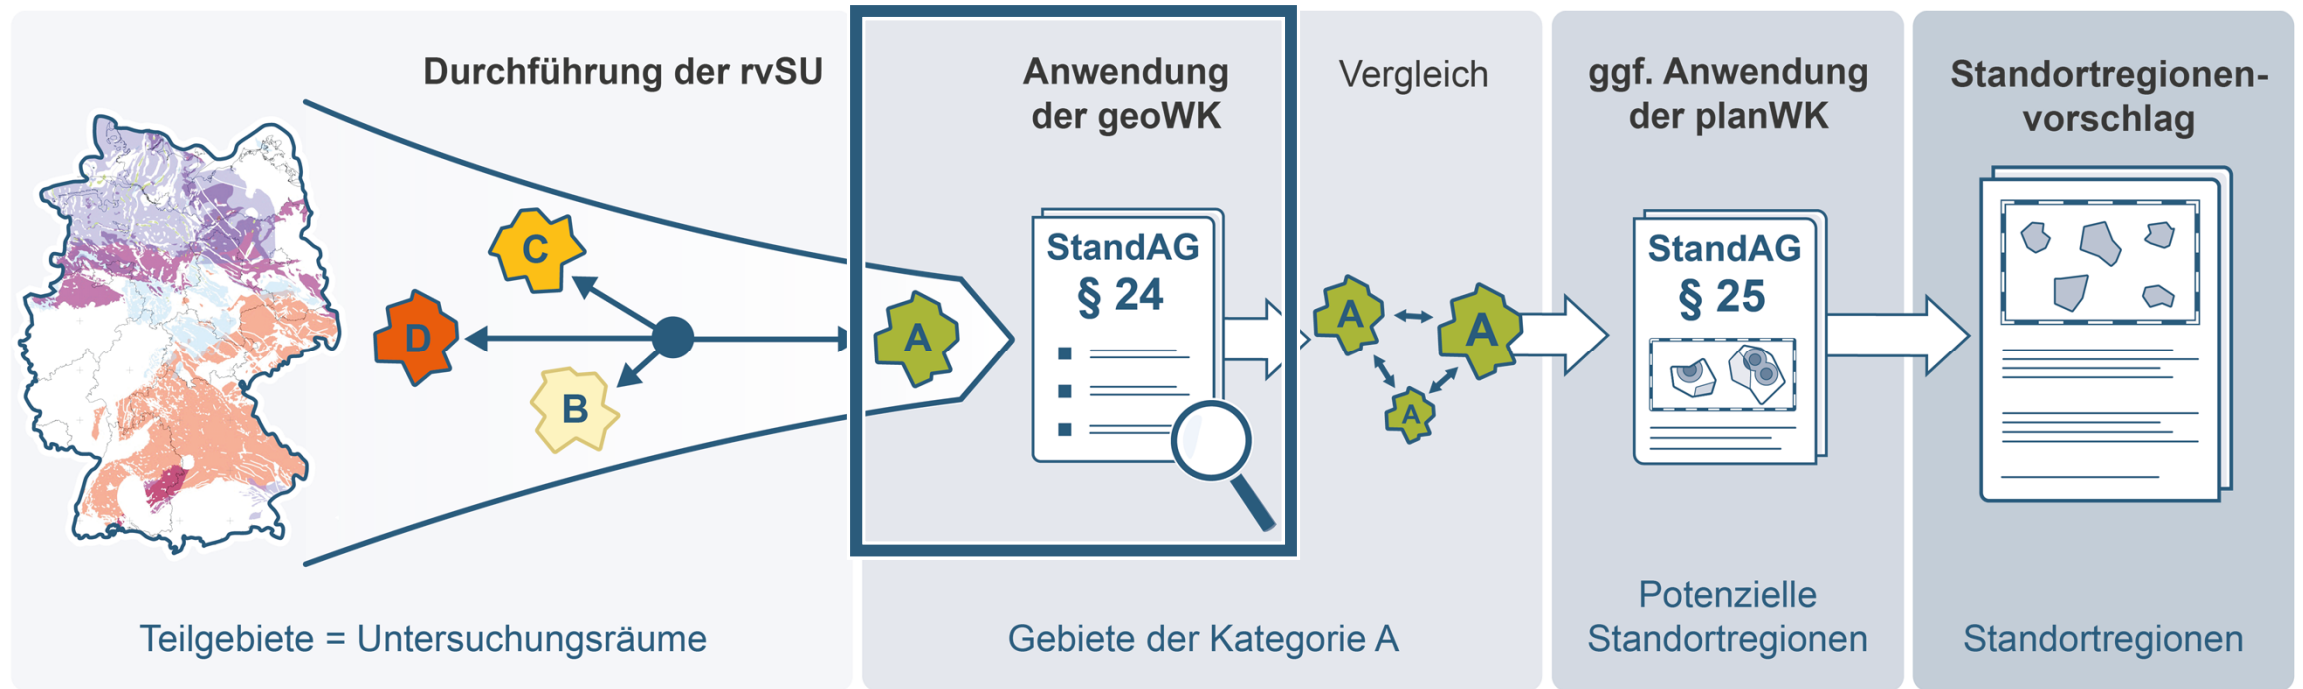 Durchführung der rvSU
Anwendung
der geoWK
Vergleich
ggf. Anwendung
der planWK
Standortregionen-
vorschlag
C
D
B
A
StandAG
§ 24
A
A
A
StandAG
§ 25
Teilgebiete = Untersuchungsräume
Gebiete der Kategorie A
Potenzielle
Standortregionen
Standortregionen